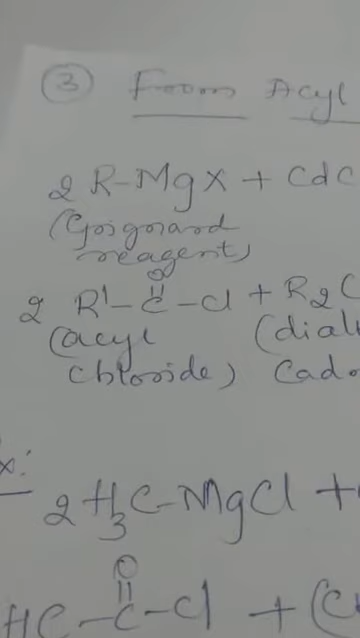 ③ From Acyl
2 R-MgX + CdC
(Grignard
reagent)
O
2 R'-C-Cl + R2C
(acyl (dial
chloride) Cad
x:
2 H3C-MgCl +
O
HC-C-Cl + (C